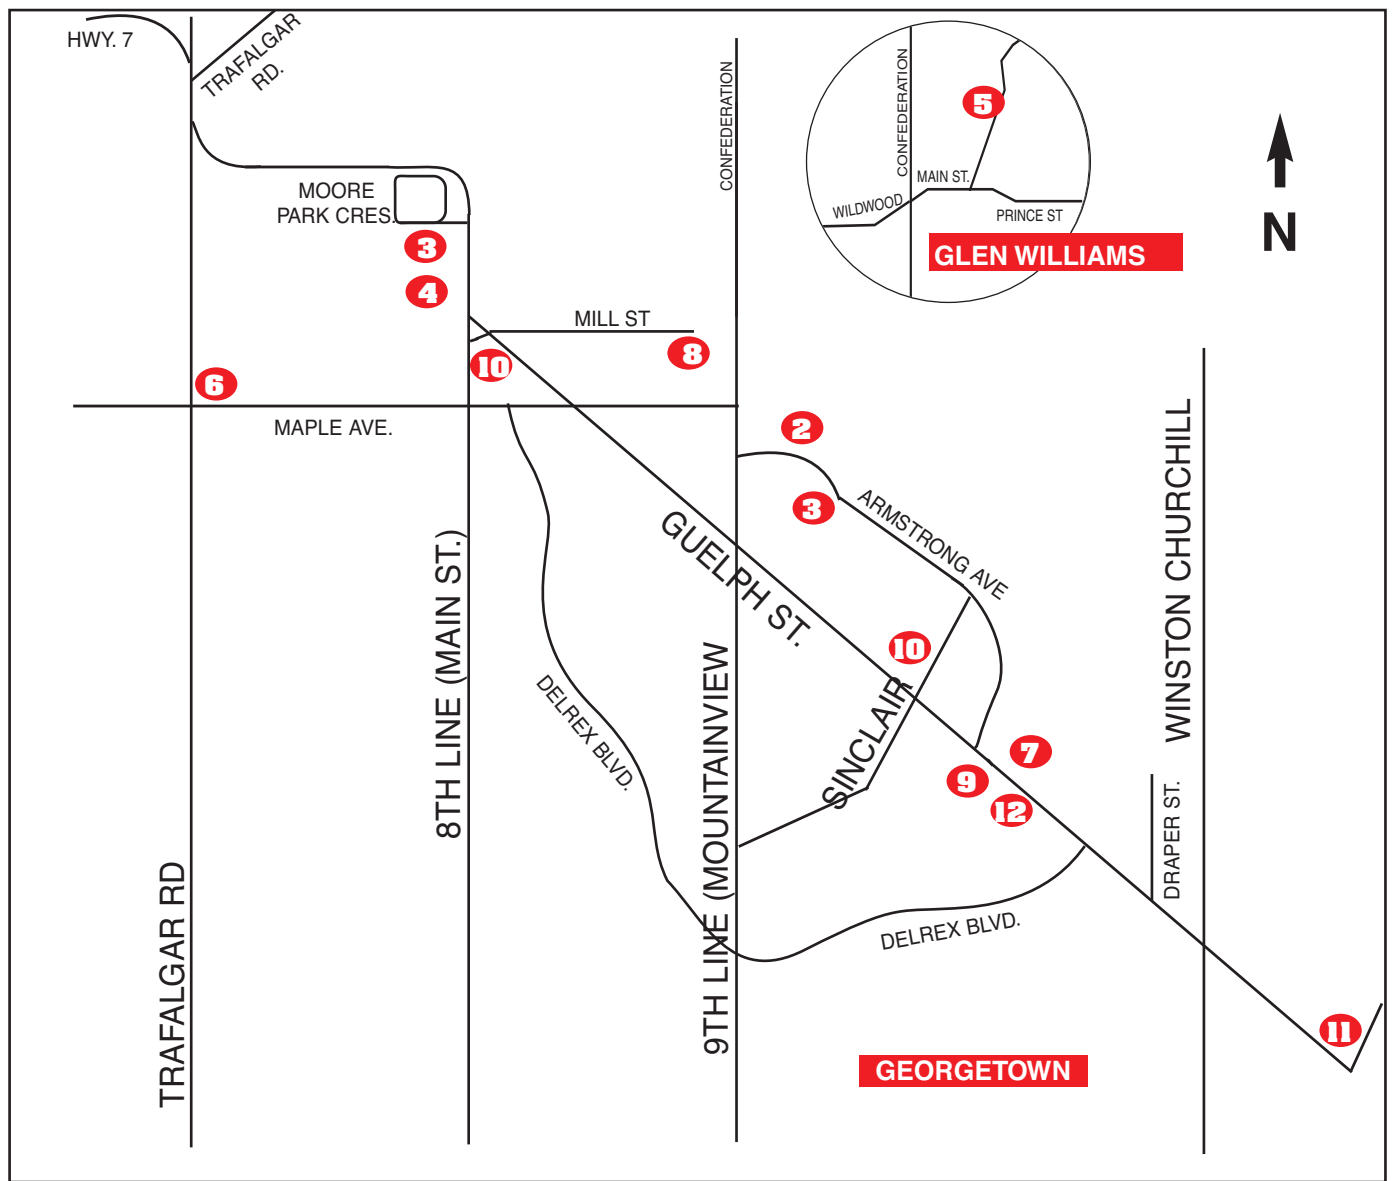 HWY. 7
TRAFALGAR
RD.
CONFEDERATION
CONFEDERATION
5
MAIN ST.
WILDWOOD
PRINCE ST
GLEN WILLIAMS
N
MOORE
PARK CRES.
3
4
MILL ST
10
8
6
MAPLE AVE.
2
3
ARMSTRONG AVE
GUELPH ST.
WINSTON CHURCHILL
8TH LINE (MAIN ST.)
10
SINCLAIR
DELREX BLVD.
9TH LINE (MOUNTAINVIEW
7
9
12
DRAPER ST.
TRAFALGAR RD
DELREX BLVD.
11
GEORGETOWN